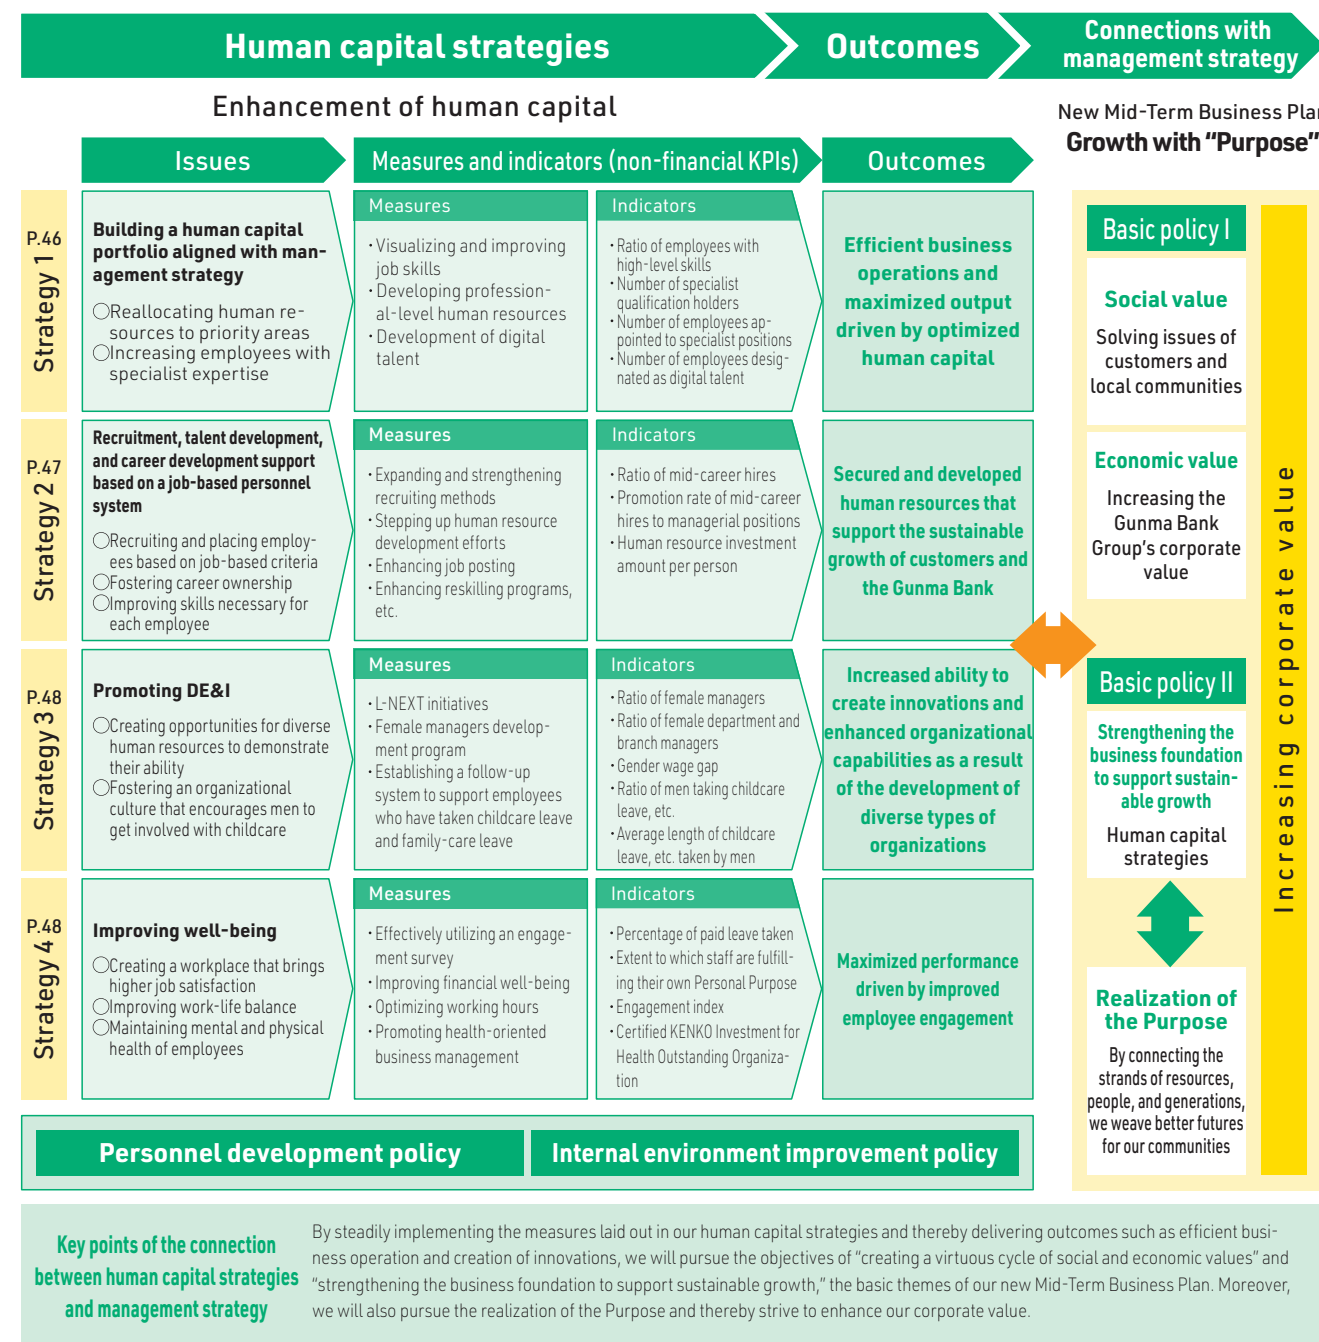 Human capital strategies
Outcomes
Connections with
management strategy
Enhancement of human capital
New Mid-Term Business Plan
Growth with “Purpose”
Issues
Measures and indicators (non-financial KPIs)
Outcomes
P.46
Strategy 1
Building a human capital
portfolio aligned with man-
agement strategy
○Reallocating human re-
sources to priority areas
○Increasing employees with
specialist expertise
Measures
・Visualizing and improving
job skills
・Developing profession-
al-level human resources
・Development of digital
talent
Indicators
・Ratio of employees with
high-level skills
・Number of specialist
qualification holders
・Number of employees ap-
pointed to specialist positions
・Number of employees desig-
nated as digital talent
Efficient business
operations and
maximized output
driven by optimized
human capital
P.47
Strategy 2
Recruitment, talent development,
and career development support
based on a job-based personnel
system
○Recruiting and placing employ-
ees based on job-based criteria
○Fostering career ownership
○Improving skills necessary for
each employee
Measures
・Expanding and strengthening
recruiting methods
・Stepping up human resource
development efforts
・Enhancing job posting
・Enhancing reskilling programs,
etc.
Indicators
・Ratio of mid-career hires
・Promotion rate of mid-career
hires to managerial positions
・Human resource investment
amount per person
Secured and developed
human resources that
support the sustainable
growth of customers and
the Gunma Bank
P.48
Strategy 3
Promoting DE&I
○Creating opportunities for diverse
human resources to demonstrate
their ability
○Fostering an organizational
culture that encourages men to
get involved with childcare
Measures
・L-NEXT initiatives
・Female managers develop-
ment program
・Establishing a follow-up
system to support employees
who have taken childcare leave
and family-care leave
Indicators
・Ratio of female managers
・Ratio of female department and
branch managers
・Gender wage gap
・Ratio of men taking childcare
leave, etc.
・Average length of childcare
leave, etc. taken by men
Increased ability to
create innovations and
enhanced organizational
capabilities as a result
of the development of
diverse types of
organizations
P.48
Strategy 4
Improving well-being
○Creating a workplace that brings
higher job satisfaction
○Improving work-life balance
○Maintaining mental and physical
health of employees
Measures
・Effectively utilizing an engage-
ment survey
・Improving financial well-being
・Optimizing working hours
・Promoting health-oriented
business management
Indicators
・Percentage of paid leave taken
・Extent to which staff are fulfill-
ing their own Personal Purpose
・Engagement index
・Certified KENKO Investment for
Health Outstanding Organiza-
tion
Maximized performance
driven by improved
employee engagement
Basic policy I
Social value
Solving issues of
customers and
local communities
Economic value
Increasing the
Gunma Bank
Group’s corporate
value
Basic policy II
Strengthening the
business foundation
to support sustain-
able growth
Human capital
strategies
Realization of
the Purpose
By connecting the
strands of resources,
people, and generations,
we weave better futures
for our communities
Increasing corporate value
Personnel development policy
Internal environment improvement policy
Key points of the connection
between human capital strategies
and management strategy
By steadily implementing the measures laid out in our human capital strategies and thereby delivering outcomes such as efficient busi-
ness operation and creation of innovations, we will pursue the objectives of “creating a virtuous cycle of social and economic values” and
“strengthening the business foundation to support sustainable growth,” the basic themes of our new Mid-Term Business Plan. Moreover,
we will also pursue the realization of the Purpose and thereby strive to enhance our corporate value.